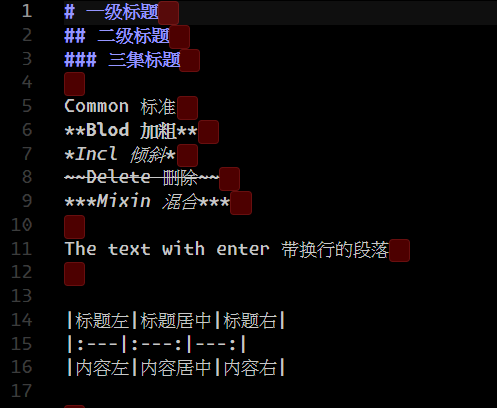 1 # 一级标题
2 ## 二级标题
3 ### 三集标题
4
5 Common 标准
6 **Blod 加粗**
7 *Incl 倾斜*
8 ~~Delete 删除~~
9 ***Mixin 混合***
10
11 The text with enter 带换行的段落
12
13
14 |标题左|标题居中|标题右|
15 |:---|:---:|---:|
16 |内容左|内容居中|内容右|
17